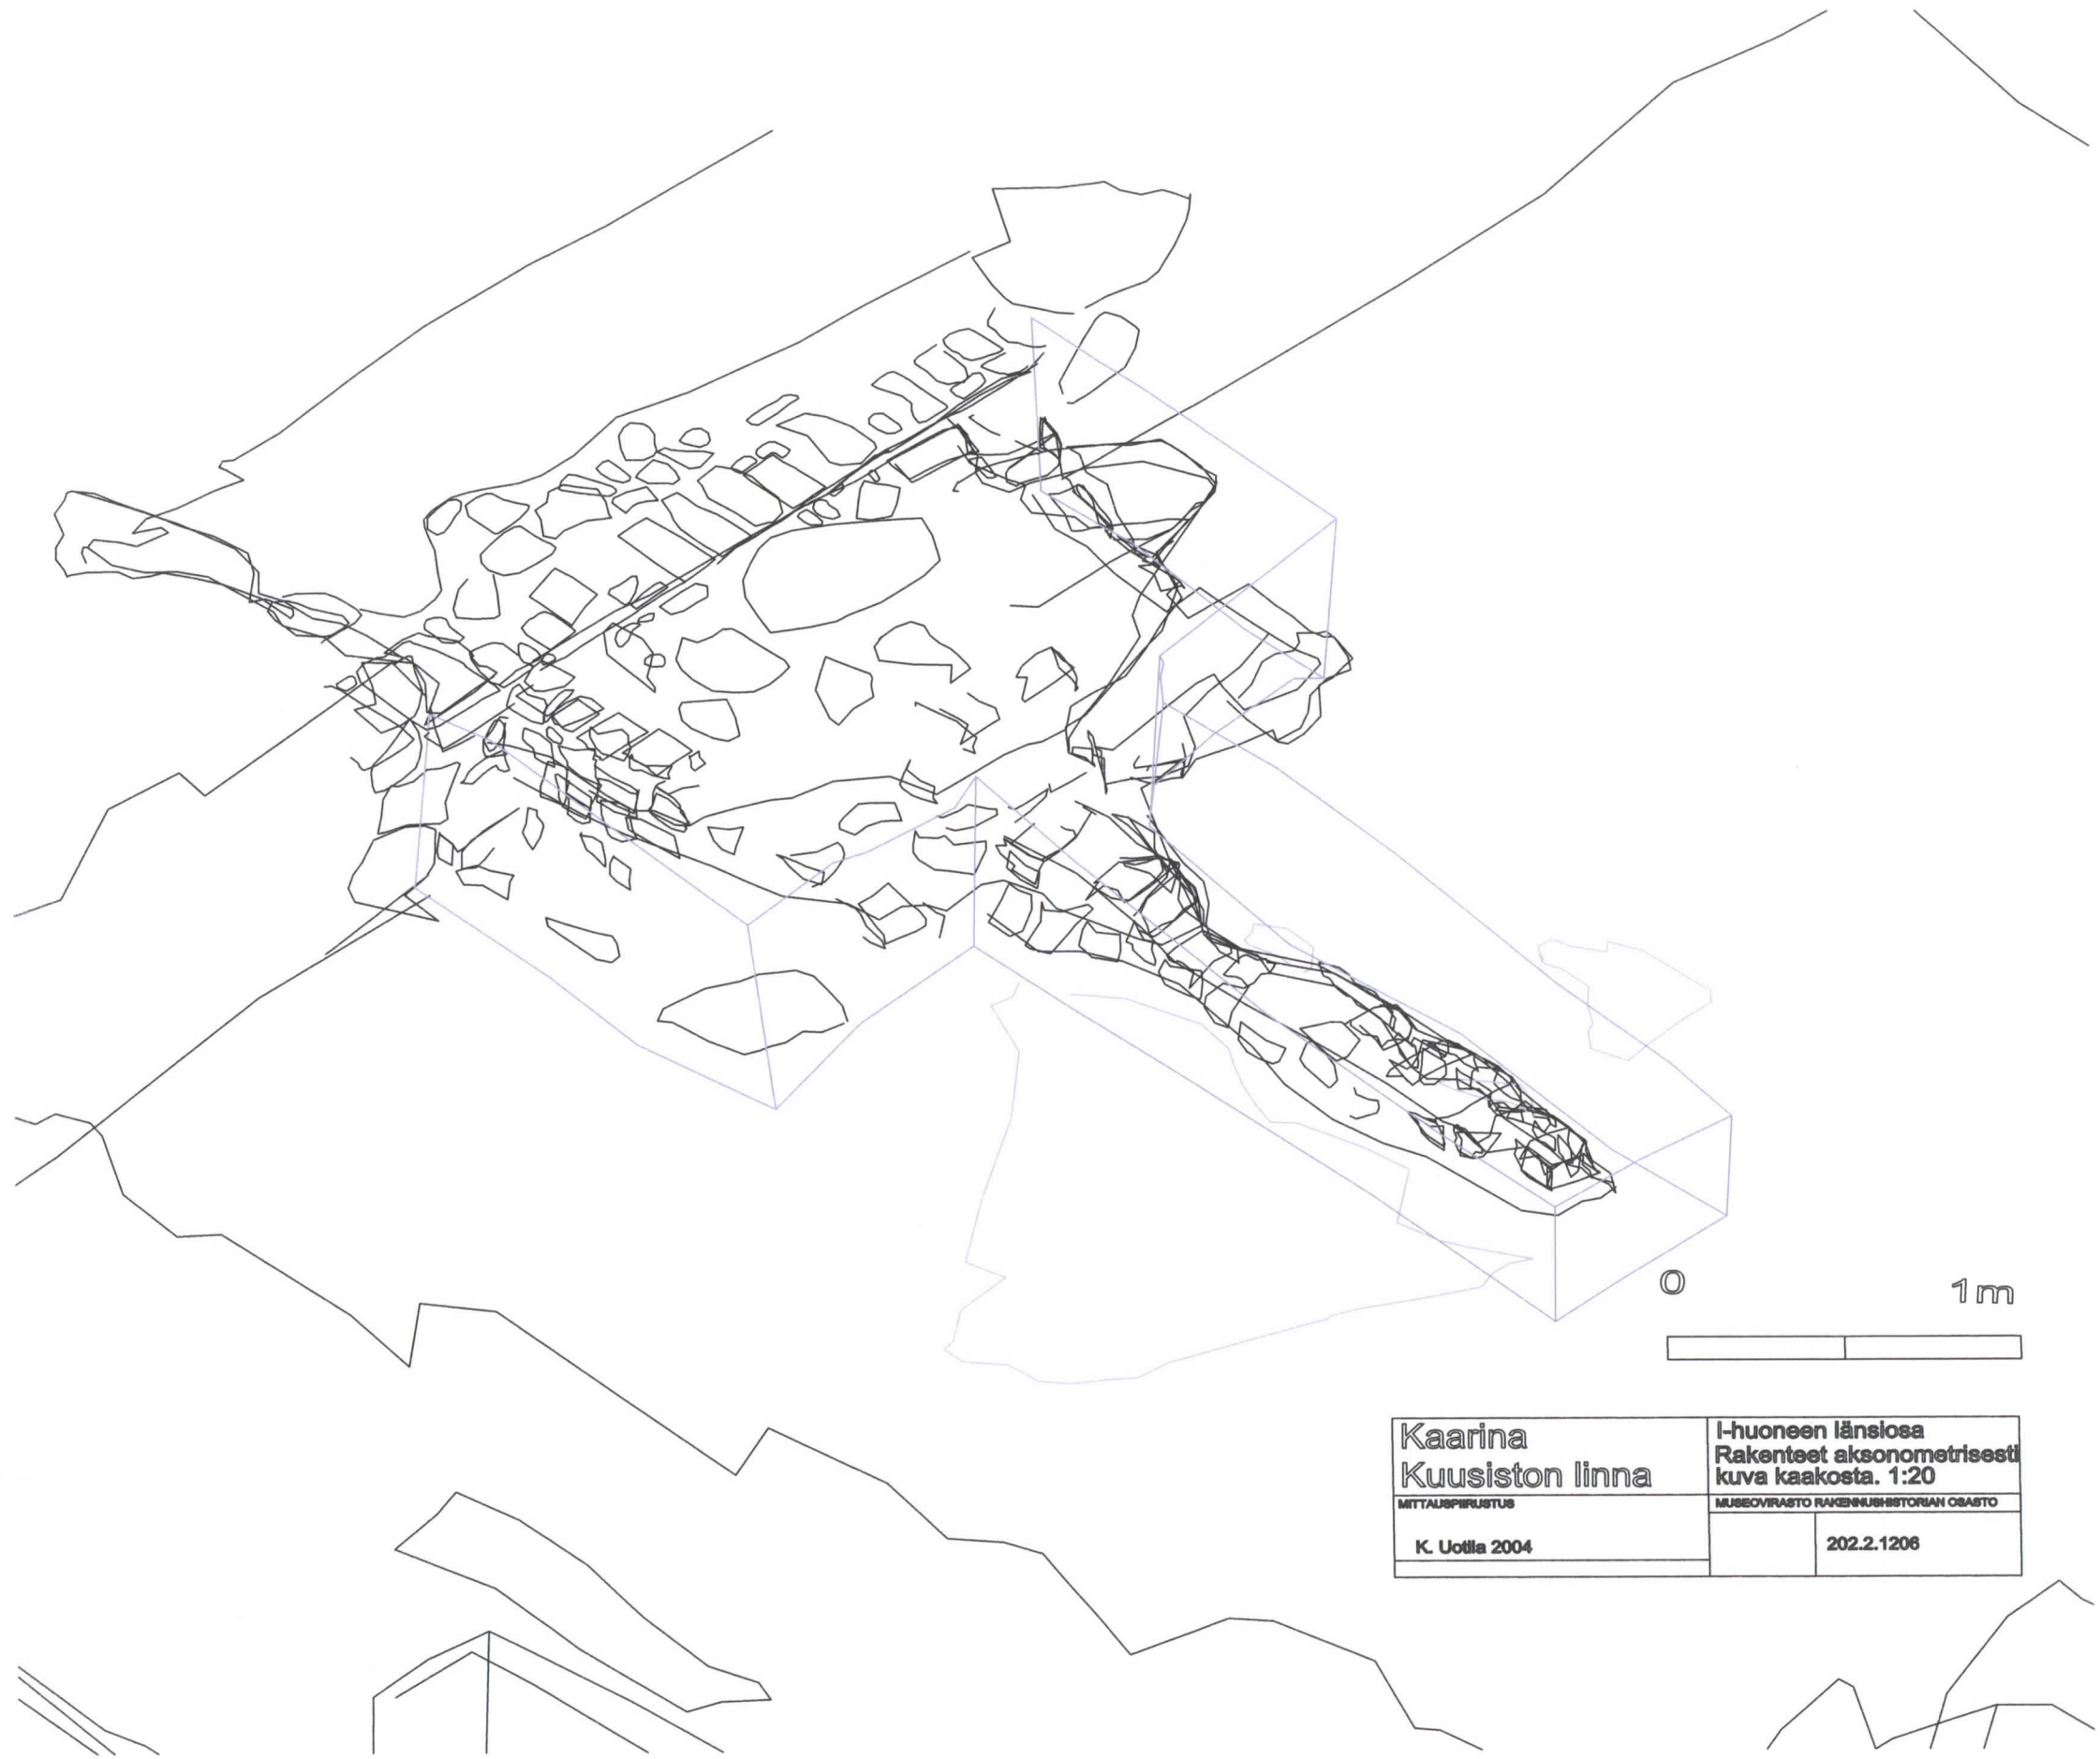 0 1m
Kaarina
Kuusiston linna
MITTAUSPIIRUSTUS
K. Uotila 2004
I-huoneen länsiosa
Rakenteet aksonometrisesti
kuva kaakosta. 1:20
MUSEOVIRASTO RAKENNUSHISTORIAN OSASTO
202.2.1206